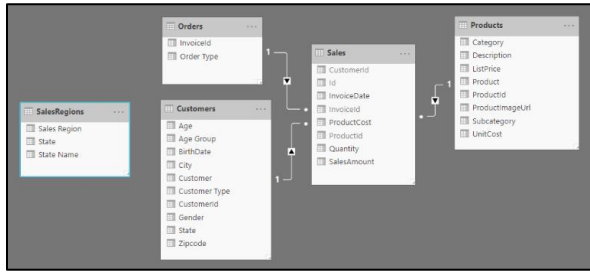 Orders
InvoiceId
Order Type
SalesRegions
Sales Region
State
State Name
Customers
Age
Age Group
BirthDate
City
Customer
Customer Type
CustomerId
Gender
State
Zipcode
1
1
Sales
CustomerId
Id
InvoiceDate
InvoiceId
ProductCost
ProductId
Quantity
SalesAmount
*
*
*
1
Products
Category
Description
ListPrice
Product
ProductId
ProductImageUrl
Subcategory
UnitCost